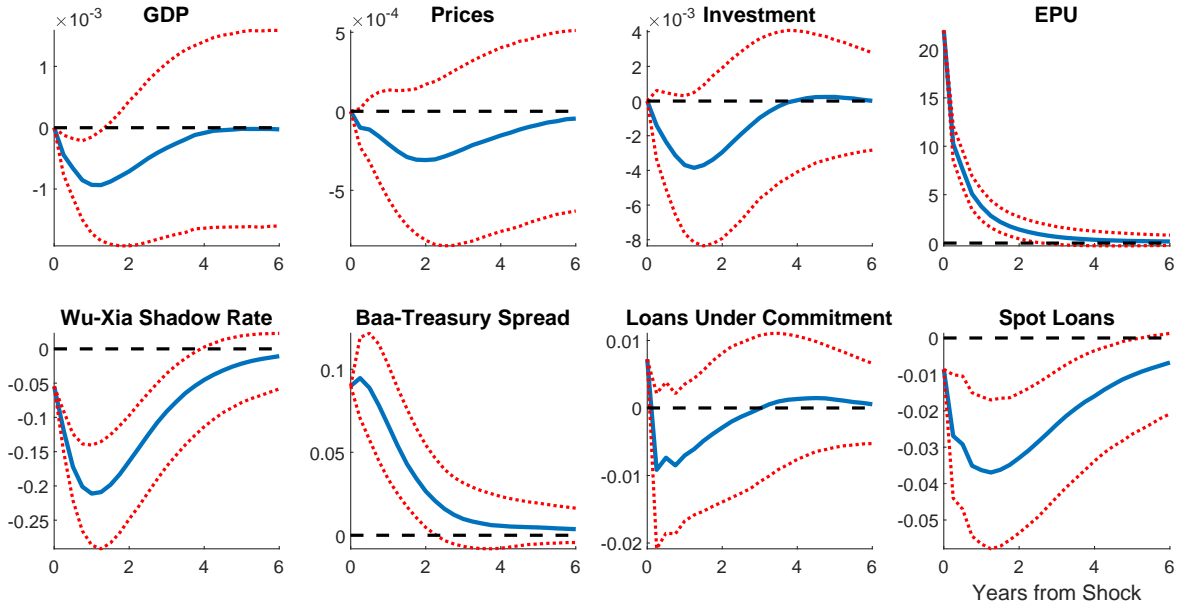 ×10-3
GDP
1
0
-1
0 2 4 6
×10-4
Prices
5
0
-5
0 2 4 6
×10-3
Investment
4
2
0
-2
-4
-6
-8
0 2 4 6
EPU
20
15
10
5
0
0 2 4 6
Wu-Xia Shadow Rate
0
-0.05
-0.1
-0.15
-0.2
-0.25
0 2 4 6
Baa-Treasury Spread
0.1
0.05
0
0 2 4 6
Loans Under Commitment
0.01
0
-0.01
-0.02
0 2 4 6
Spot Loans
0
-0.01
-0.02
-0.03
-0.04
-0.05
0 2 4 6
Years from Shock